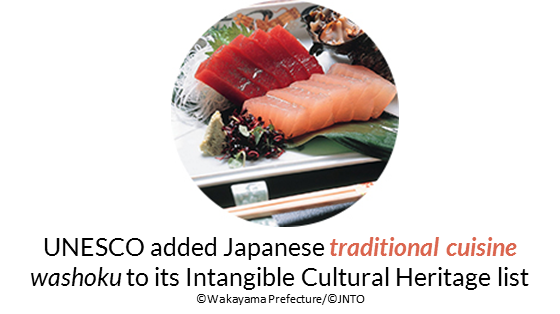 UNESCO added Japanese traditional cuisine
washoku to its Intangible Cultural Heritage list
©Wakayama Prefecture/©JNTO